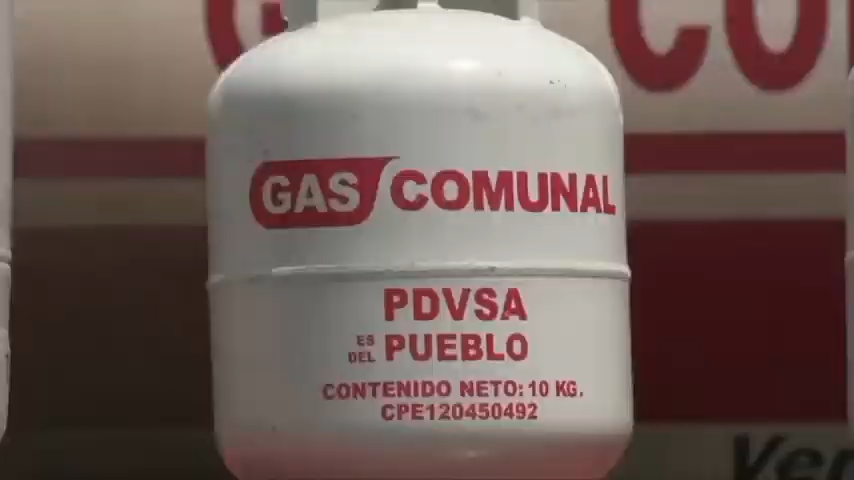 GAS COMUNAL
PDVSA
ES DEL PUEBLO
CONTENIDO NETO: 10 KG.
CPE120450492